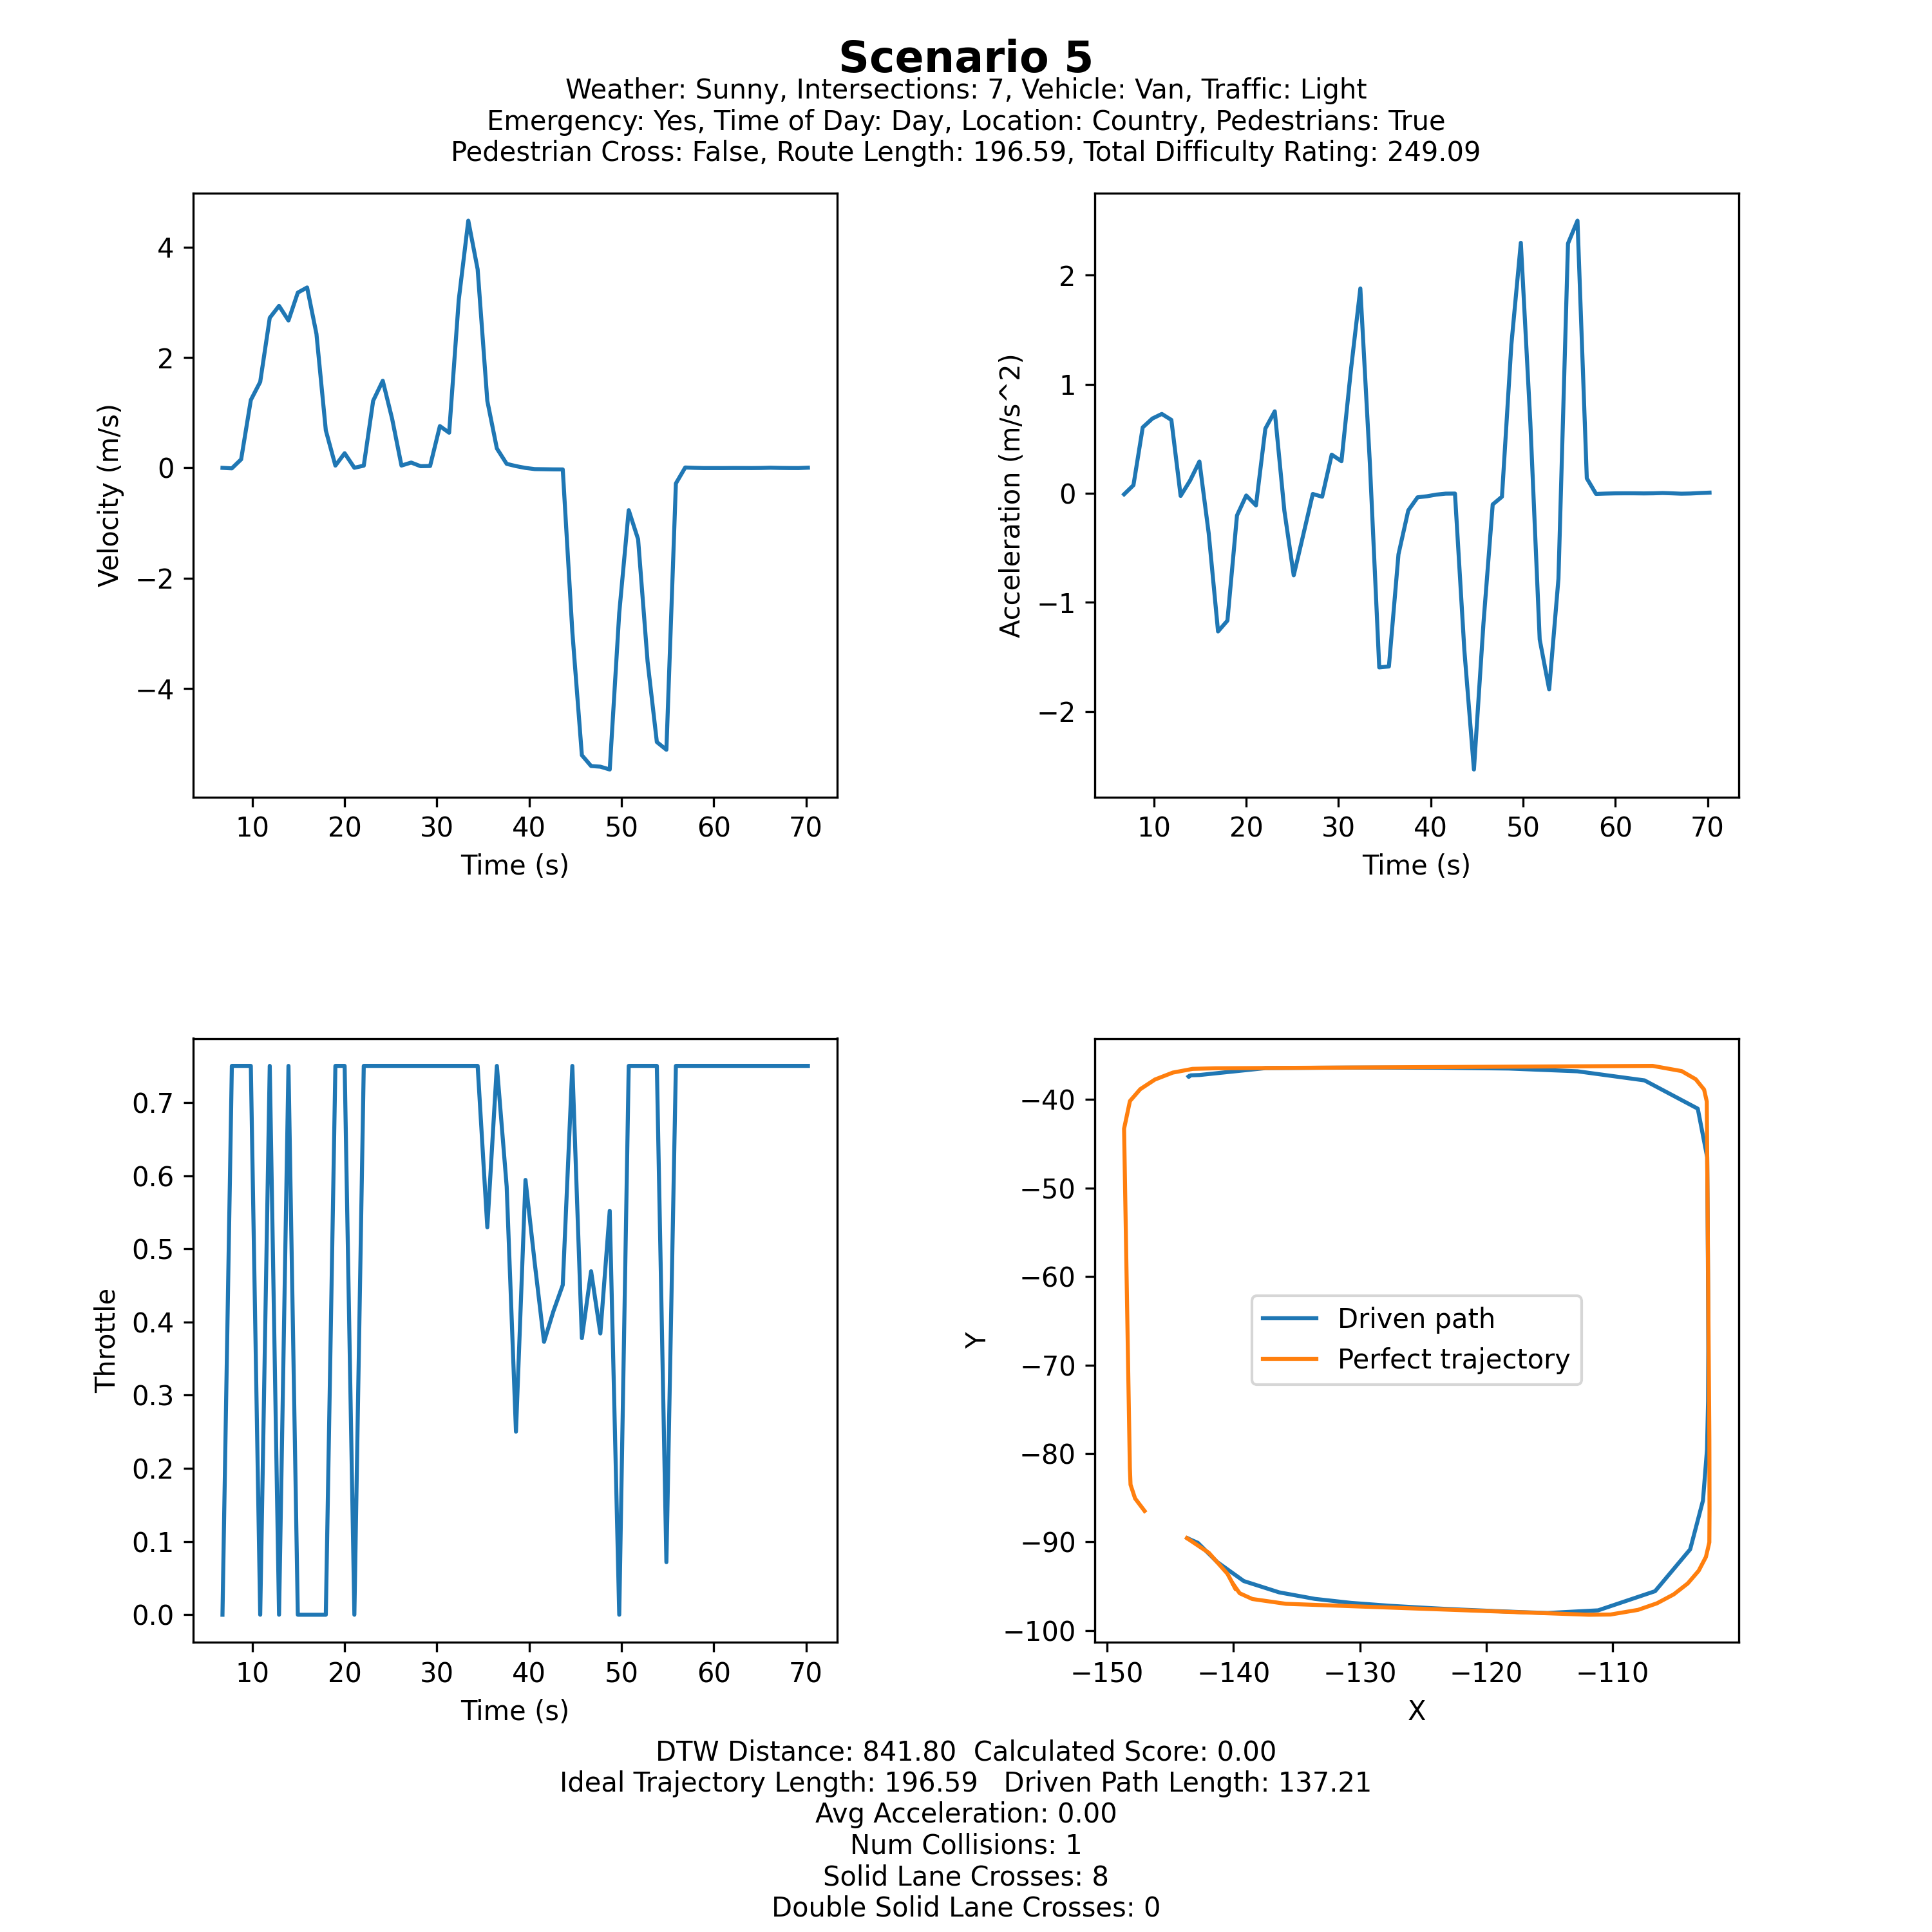 Scenario 5
Weather: Sunny, Intersections: 7, Vehicle: Van, Traffic: Light
Emergency: Yes, Time of Day: Day, Location: Country, Pedestrians: True
Pedestrian Cross: False, Route Length: 196.59, Total Difficulty Rating: 249.09
Velocity (m/s)
4
2
0
−2
−4
10 20 30 40 50 60 70
Time (s)
Acceleration (m/s^2)
2
1
0
−1
−2
10 20 30 40 50 60 70
Time (s)
Throttle
0.7
0.6
0.5
0.4
0.3
0.2
0.1
0.0
10 20 30 40 50 60 70
Time (s)
Y
−40
−50
−60
−70
−80
−90
−100
Driven path
Perfect trajectory
−150 −140 −130 −120 −110
X
DTW Distance: 841.80 Calculated Score: 0.00
Ideal Trajectory Length: 196.59 Driven Path Length: 137.21
Avg Acceleration: 0.00
Num Collisions: 1
Solid Lane Crosses: 8
Double Solid Lane Crosses: 0